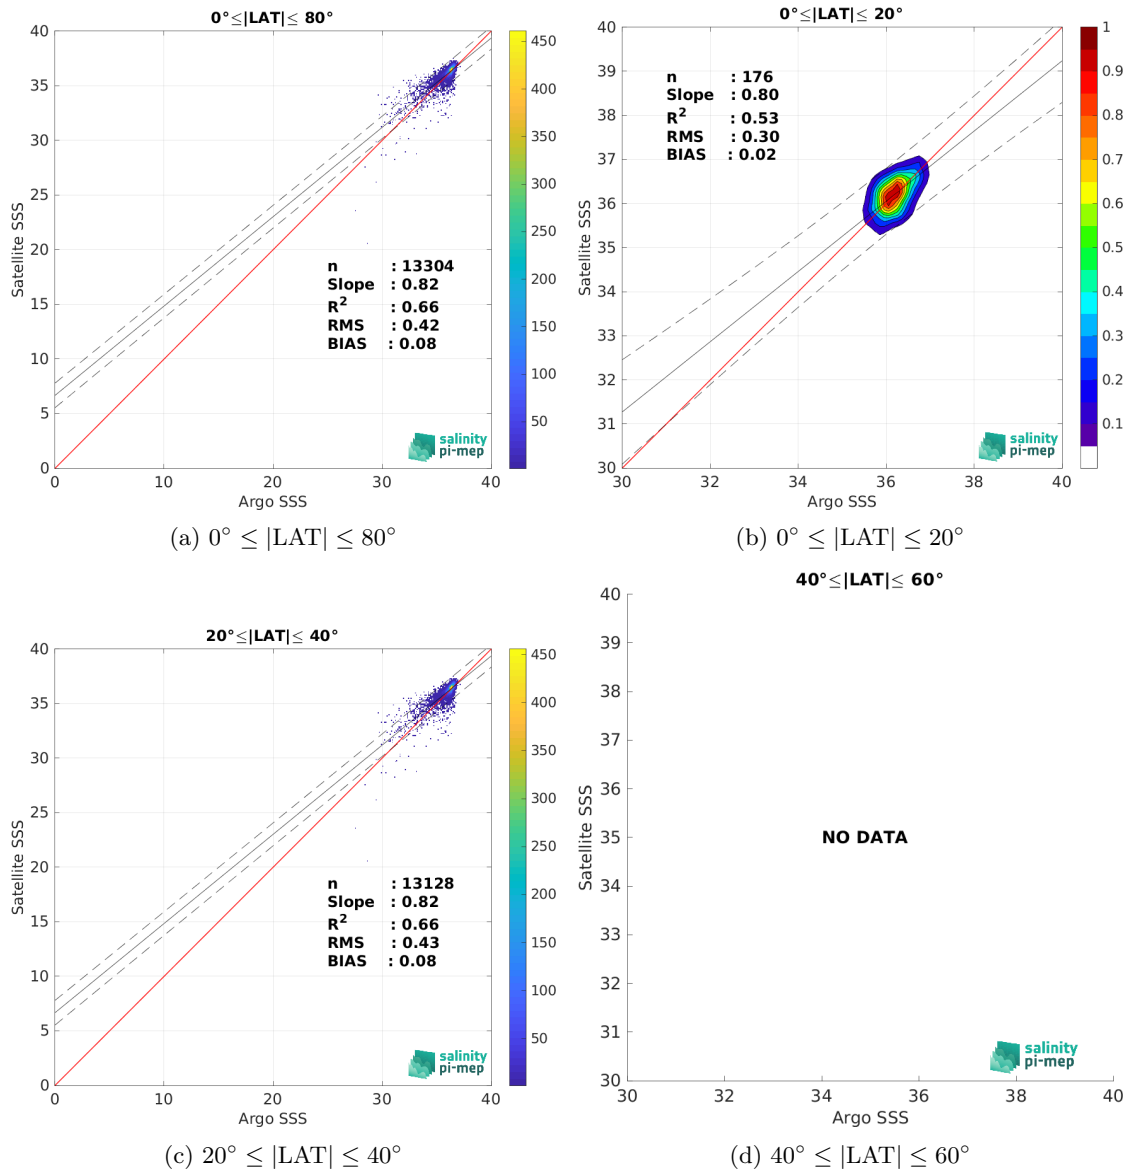 0°≤|LAT|≤ 80°
40
35
30
25
20
15
10
5
0
Satellite SSS
n : 13304
Slope : 0.82
R² : 0.66
RMS : 0.42
BIAS : 0.08
salinity
pi-mep
0 10 20 30 40
Argo SSS
450
400
350
300
250
200
150
100
50
(a) 0° ≤ |LAT| ≤ 80°
0°≤|LAT|≤ 20°
40
39
38
37
36
35
34
33
32
31
30
Satellite SSS
n : 176
Slope : 0.80
R² : 0.53
RMS : 0.30
BIAS : 0.02
salinity
pi-mep
30 32 34 36 38 40
Argo SSS
1
0.9
0.8
0.7
0.6
0.5
0.4
0.3
0.2
0.1
(b) 0° ≤ |LAT| ≤ 20°
20°≤|LAT|≤ 40°
40
35
30
25
20
15
10
5
0
Satellite SSS
n : 13128
Slope : 0.82
R² : 0.66
RMS : 0.43
BIAS : 0.08
salinity
pi-mep
0 10 20 30 40
Argo SSS
450
400
350
300
250
200
150
100
50
(c) 20° ≤ |LAT| ≤ 40°
40°≤|LAT|≤ 60°
40
39
38
37
36
35
34
33
32
31
30
Satellite SSS
NO DATA
salinity
pi-mep
30 32 34 36 38 40
Argo SSS
(d) 40° ≤ |LAT| ≤ 60°